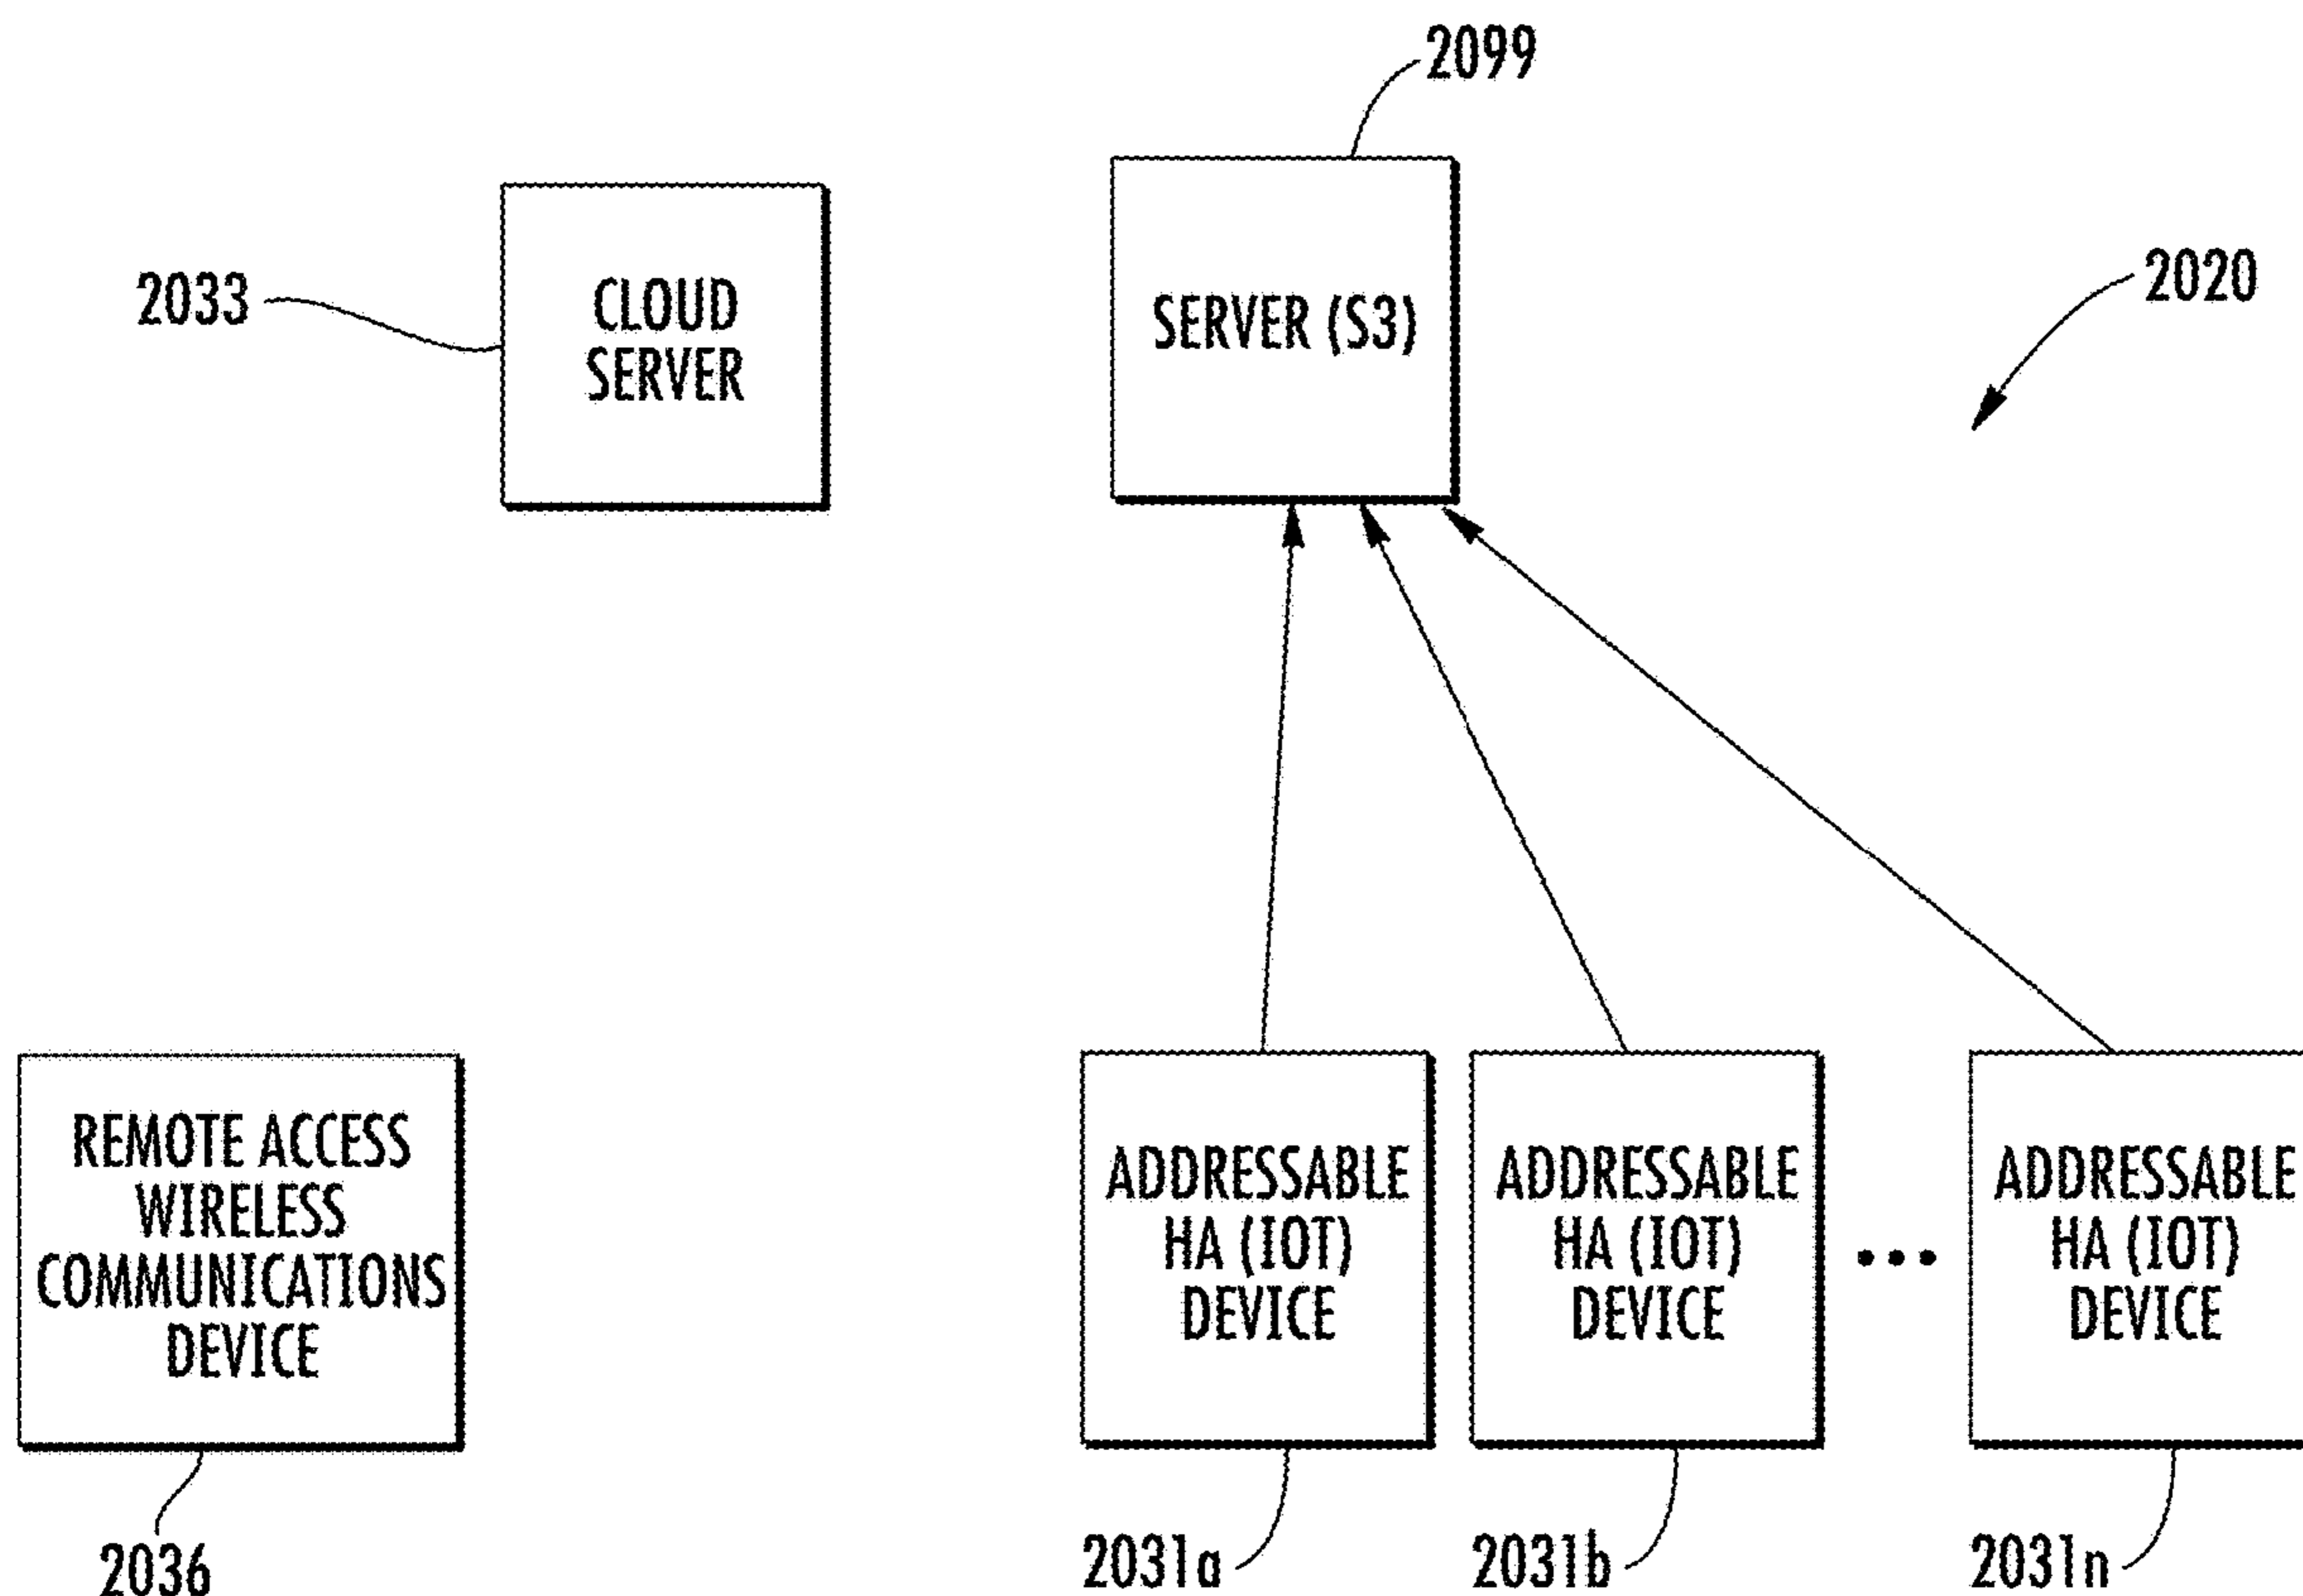 2099
2033
CLOUD
SERVER
SERVER (S3)
2020
REMOTE ACCESS
WIRELESS
COMMUNICATIONS
DEVICE
ADDRESSABLE
HA (IOT)
DEVICE
ADDRESSABLE
HA (IOT)
DEVICE
ADDRESSABLE
HA (IOT)
DEVICE
2036
2031a
2031b
2031n